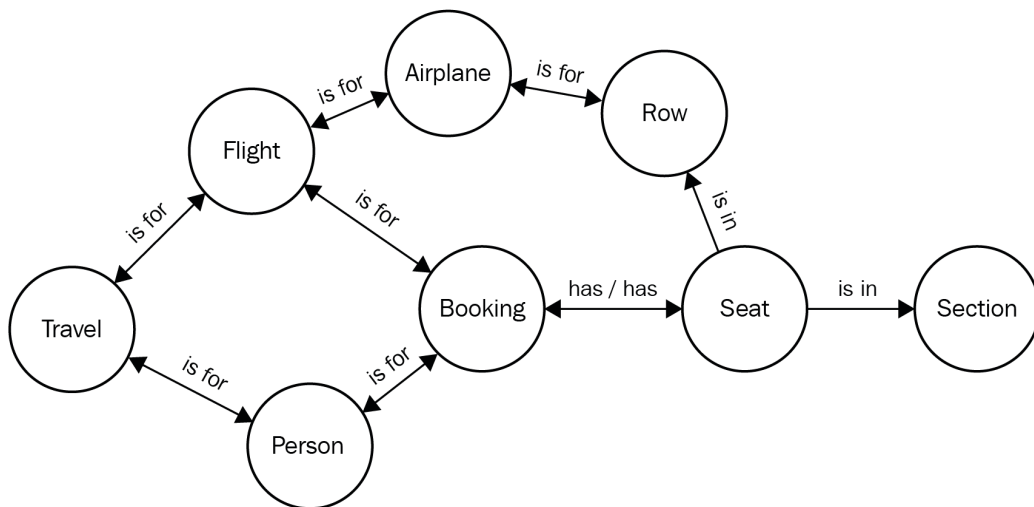 Airplane
is for
is for
Row
Flight
is for
is in
is for
has / has
is in
Travel
Booking
Seat
Section
is for
is for
Person